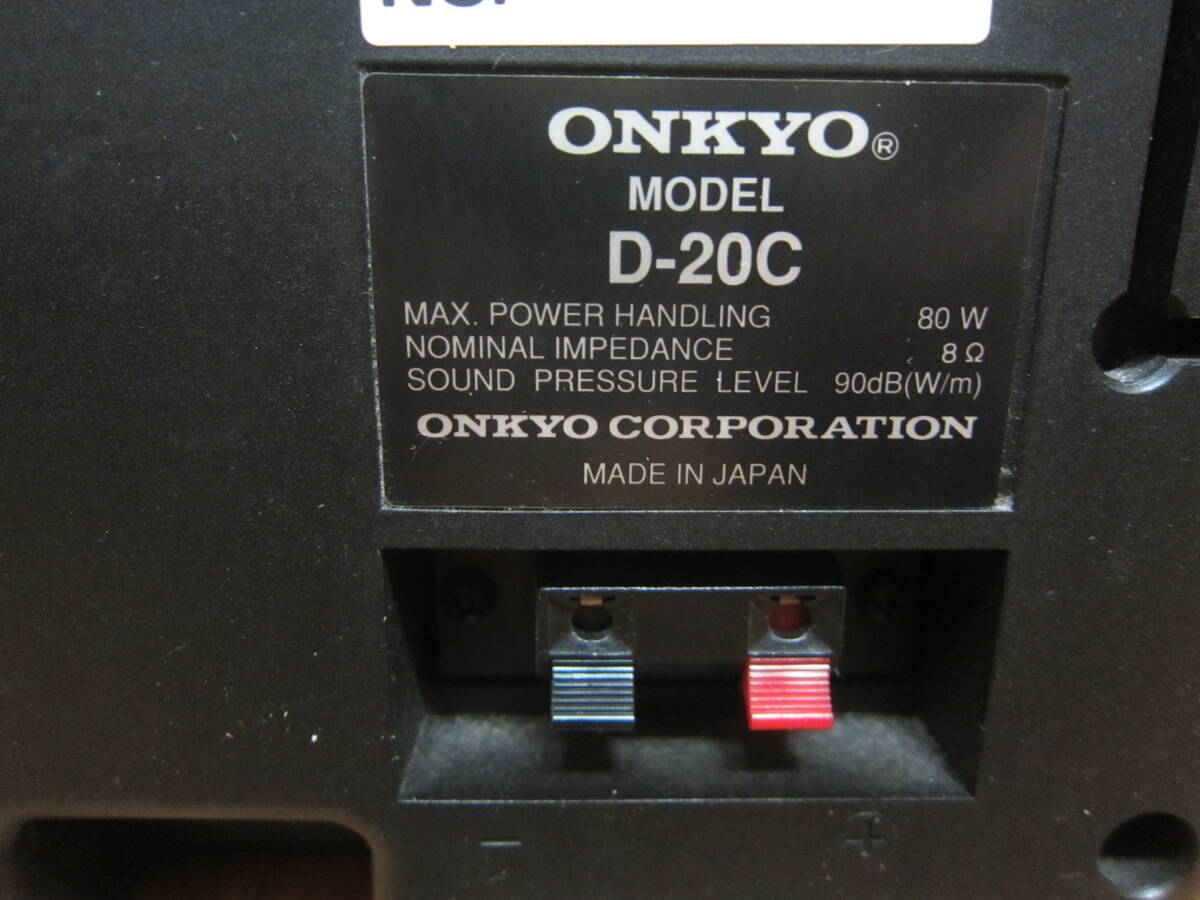 NO.
ONKYO®
MODEL
D-20C
MAX. POWER HANDLING 80 W
NOMINAL IMPEDANCE 8 Ω
SOUND PRESSURE LEVEL 90dB(W/m)
ONKYO CORPORATION
MADE IN JAPAN
− +